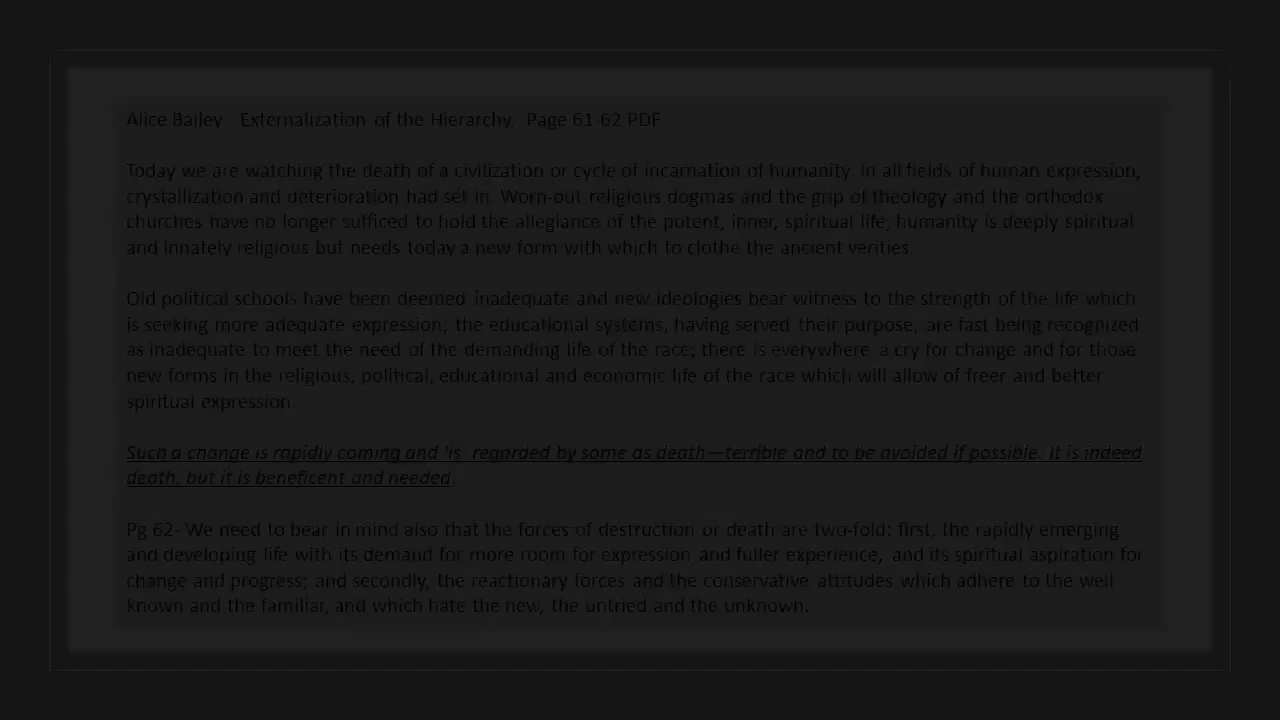 Alice Bailey - Externalization of the Hierarchy. Page 61-62 PDF
Today we are watching the death of a civilization or cycle of incarnation of humanity. In all fields of human expression,
crystallization and deterioration had set in. Worn-out religious dogmas and the grip of theology and the orthodox
churches have no longer sufficed to hold the allegiance of the potent, inner, spiritual life; humanity is deeply spiritual
and innately religious but needs today a new form with which to clothe the ancient verities.
Old political schools have been deemed inadequate and new ideologies bear witness to the strength of the life which
is seeking more adequate expression; the educational systems, having served their purpose, are fast being recognized
as inadequate to meet the need of the demanding life of the race; there is everywhere a cry for change and for those
new forms in the religious, political, educational and economic life of the race which will allow of freer and better
spiritual expression.
Such a change is rapidly coming and 'is' regarded by some as death—terrible and to be avoided if possible. It is indeed
death, but it is beneficent and needed.
Pg 62- We need to bear in mind also that the forces of destruction or death are two-fold: first, the rapidly emerging
and developing life with its demand for more room for expression and fuller experience, and its spiritual aspiration for
change and progress; and secondly, the reactionary forces and the conservative attitudes which adhere to the well
known and the familiar, and which hate the new, the untried and the unknown.